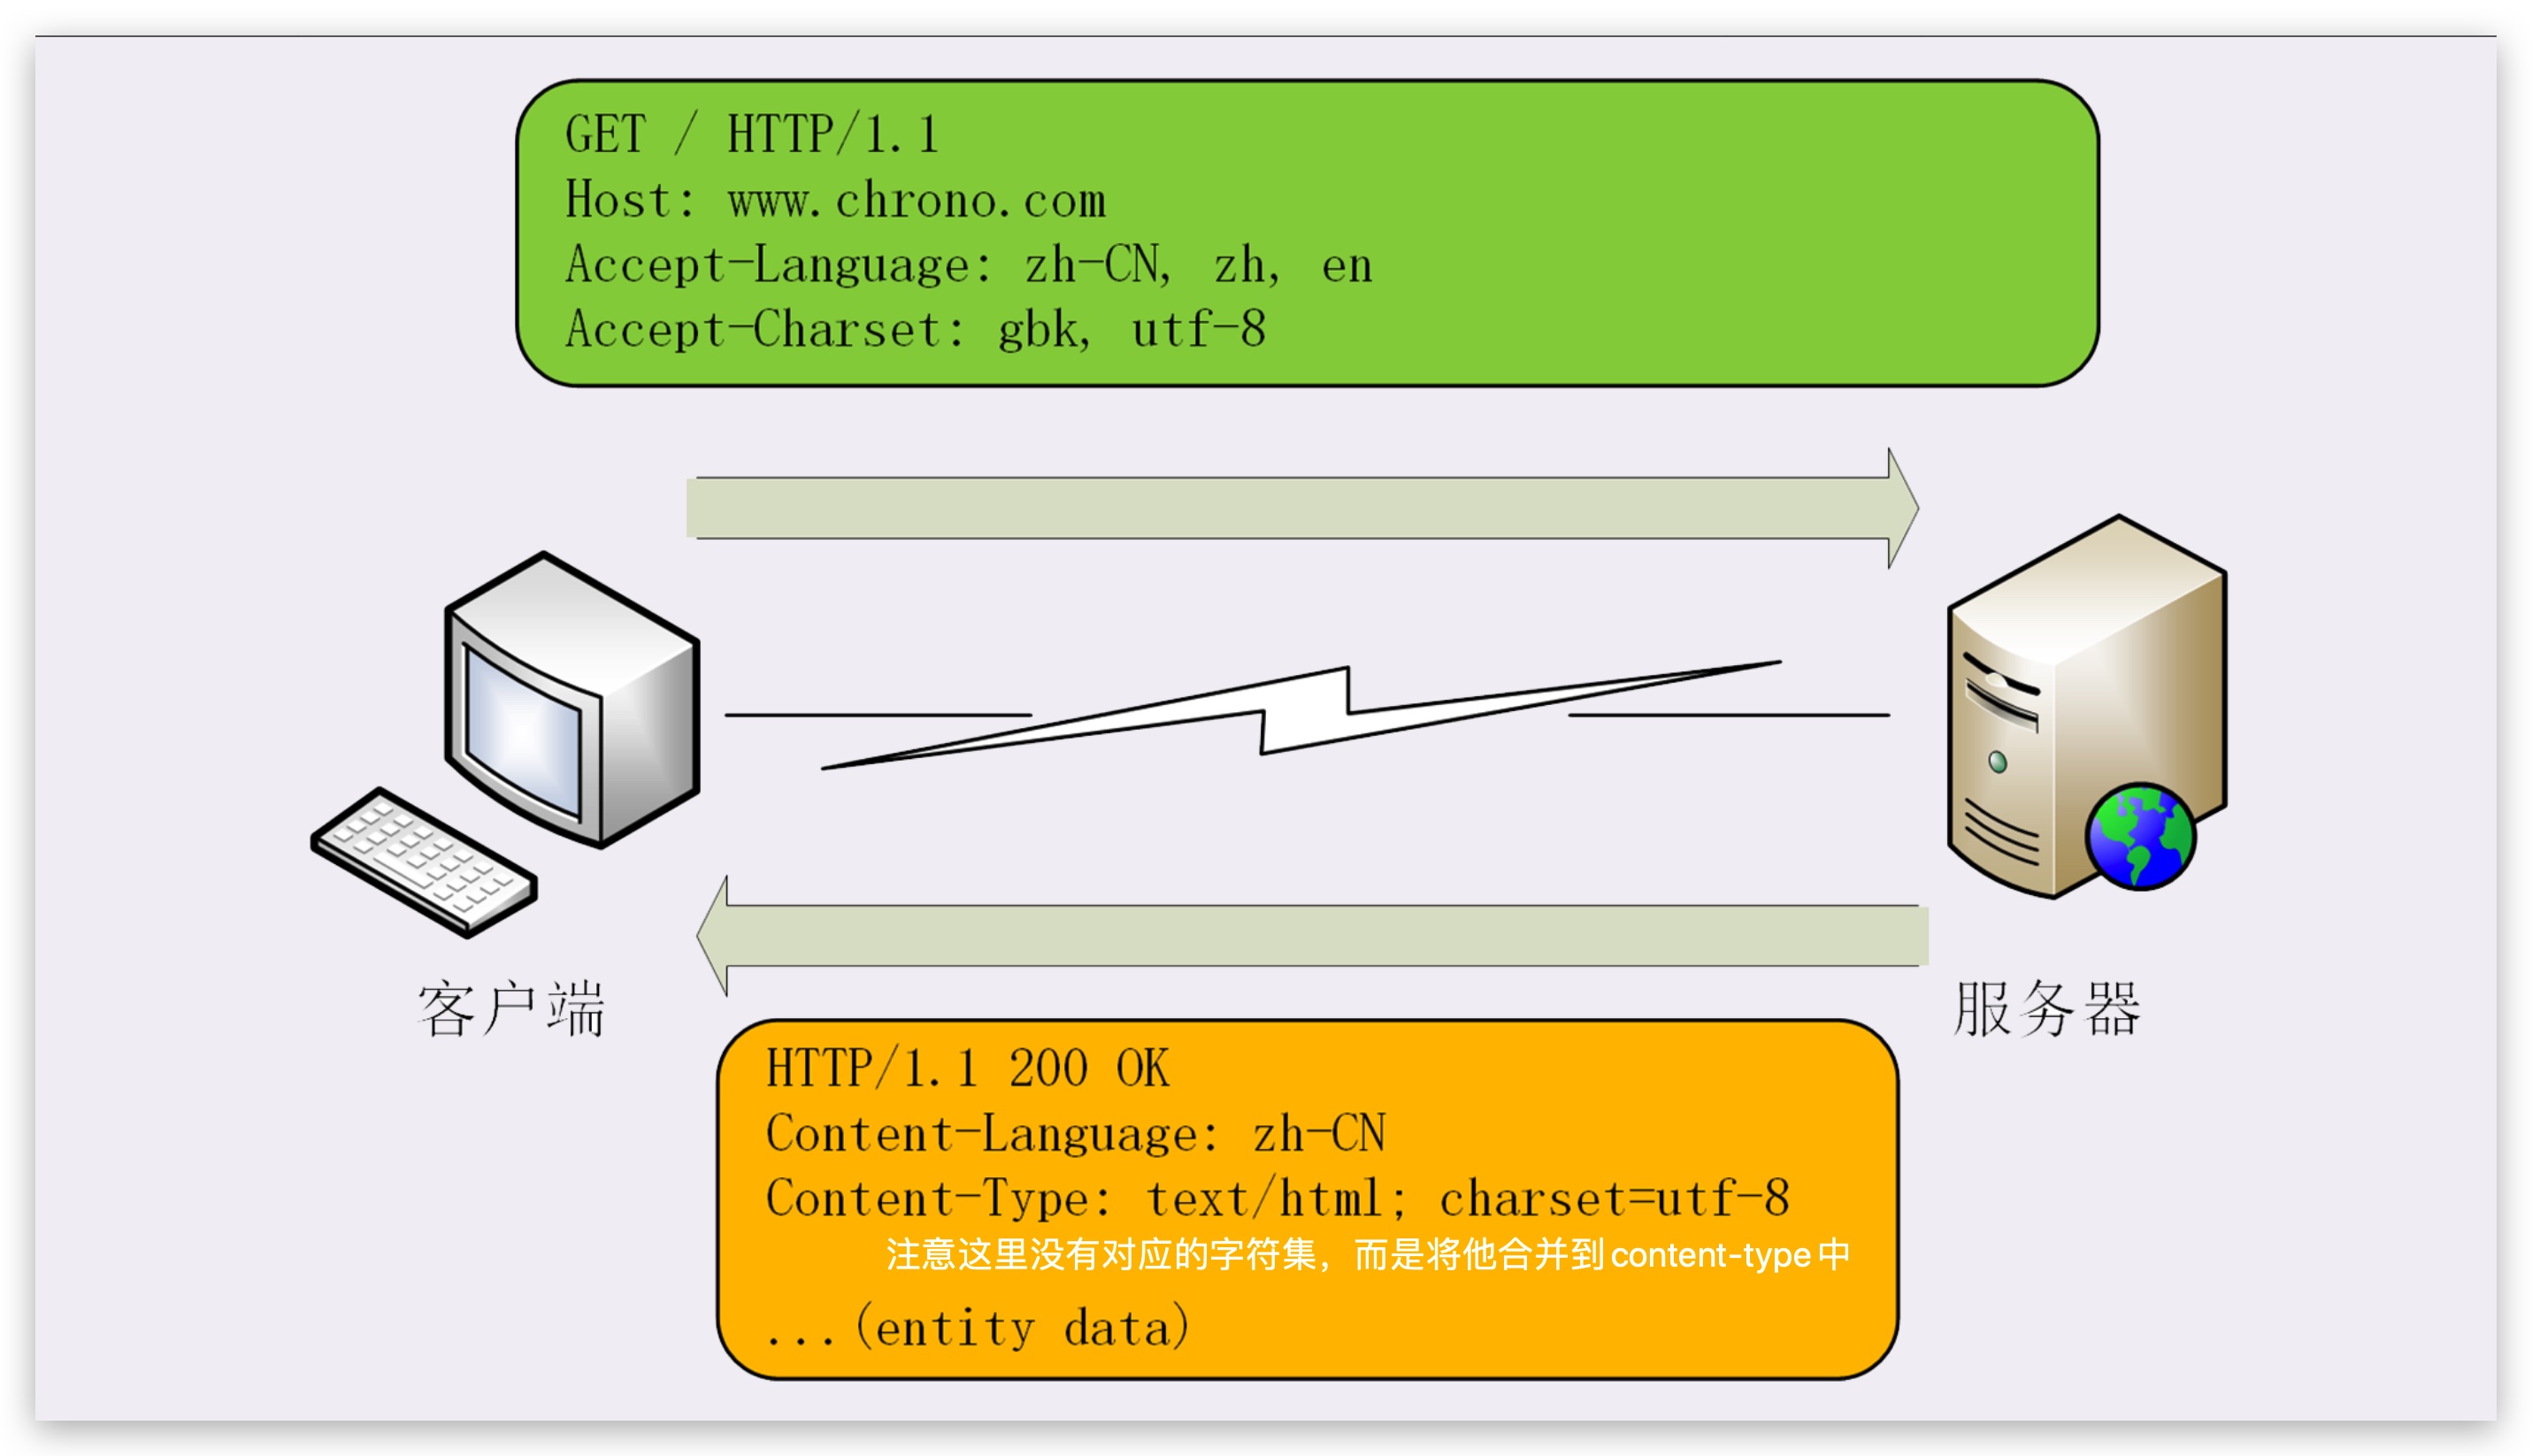 GET / HTTP/1.1
Host: www.chrono.com
Accept-Language: zh-CN, zh, en
Accept-Charset: gbk, utf-8
客户端
服务器
HTTP/1.1 200 OK
Content-Language: zh-CN
Content-Type: text/html; charset=utf-8
注意这里没有对应的字符集，而是将他合并到content-type中
...(entity data)